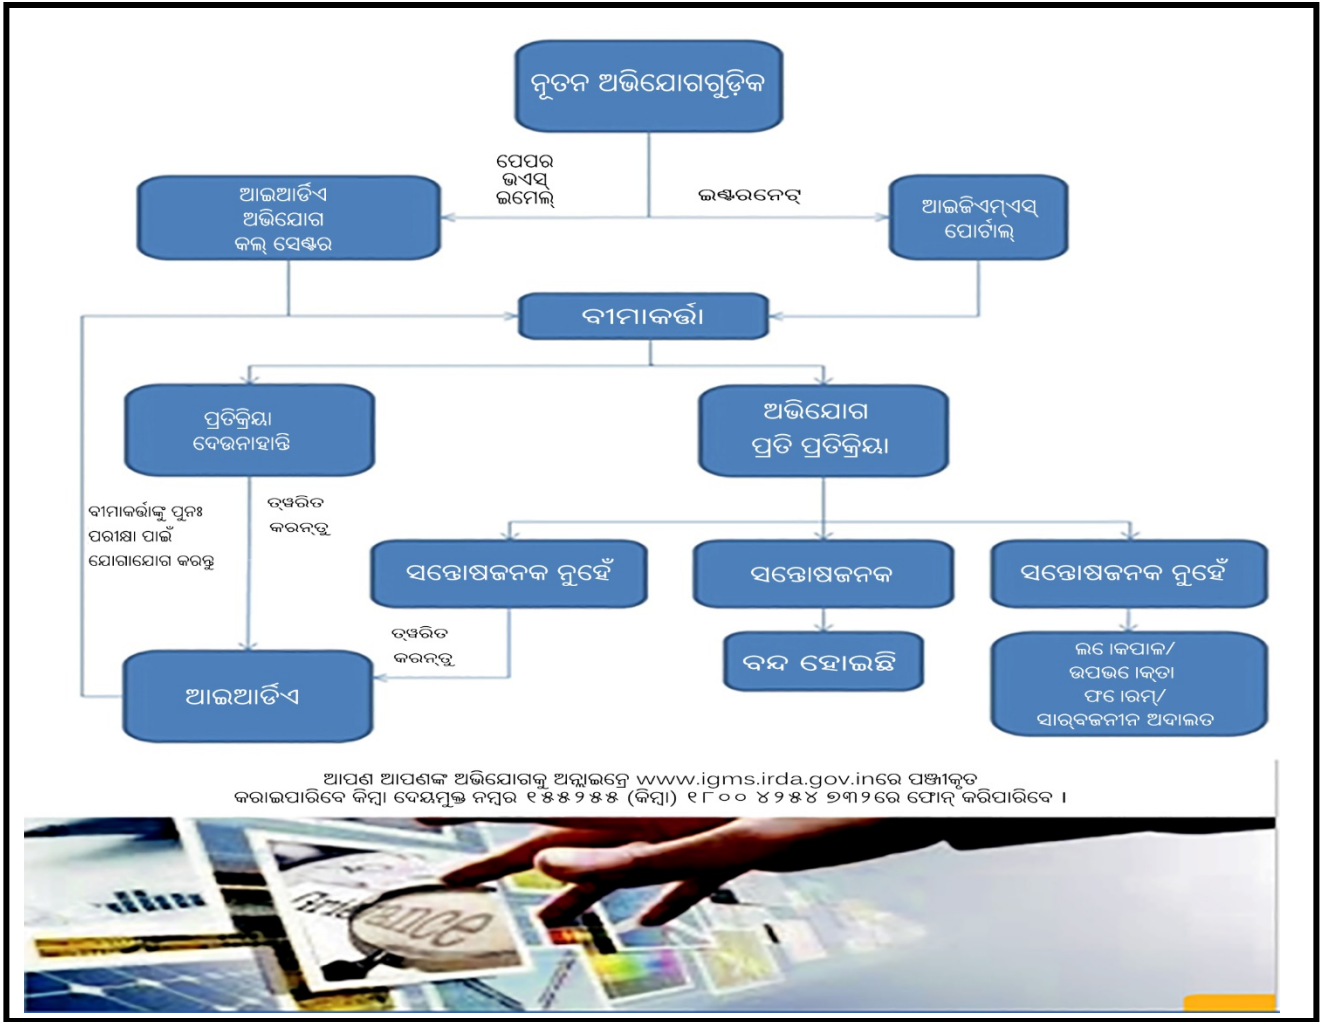 ନୂତନ ଅଭିଯୋଗଗୁଡ଼ିକ
ପେପର
ଭଏସ୍
ଇମେଲ୍
ଇଣ୍ଟରନେଟ୍
ଆଇଆର୍ଡିଏ
ଅଭିଯୋଗ
କଲ୍ ସେଣ୍ଟର
ଆଇଜିଏମ୍ଏସ୍
ପୋର୍ଟାଲ୍
ବୀମାକର୍ତ୍ତା
ପ୍ରତିକ୍ରିୟା
ଦେଉନାହାନ୍ତି
ଅଭିଯୋଗ
ପ୍ରତି ପ୍ରତିକ୍ରିୟା
ବୀମାକର୍ତ୍ତାଙ୍କୁ ପୁନଃ
ପରୀକ୍ଷା ପାଇଁ
ଯୋଗାଯୋଗ କରନ୍ତୁ
ତ୍ୱରିତ
କରନ୍ତୁ
ସନ୍ତୋଷଜନକ ନୁହେଁ
ସନ୍ତୋଷଜନକ
ସନ୍ତୋଷଜନକ ନୁହେଁ
ତ୍ୱରିତ
କରନ୍ତୁ
ଆଇଆର୍ଡିଏ
ବନ୍ଦ ହୋଇଛି
ଲୋକପାଳ/
ଉପଭୋକ୍ତା
ଫୋରମ୍/
ସାର୍ବଜନୀନ ଅଦାଲତ
ଆପଣ ଆପଣଙ୍କ ଅଭିଯୋଗକୁ ଅନ୍ଲାଇନ୍ରେ www.igms.irda.gov.inରେ ପଞ୍ଜୀକୃତ
କରାଇପାରିବେ କିମ୍ବା ଦେୟମୁକ୍ତ ନମ୍ବର ୧୫୫୨୫୫ (କିମ୍ବା) ୧୮୦୦ ୪୨୫୪ ୭୩୨ରେ ଫୋନ୍ କରିପାରିବେ ।
Grievance